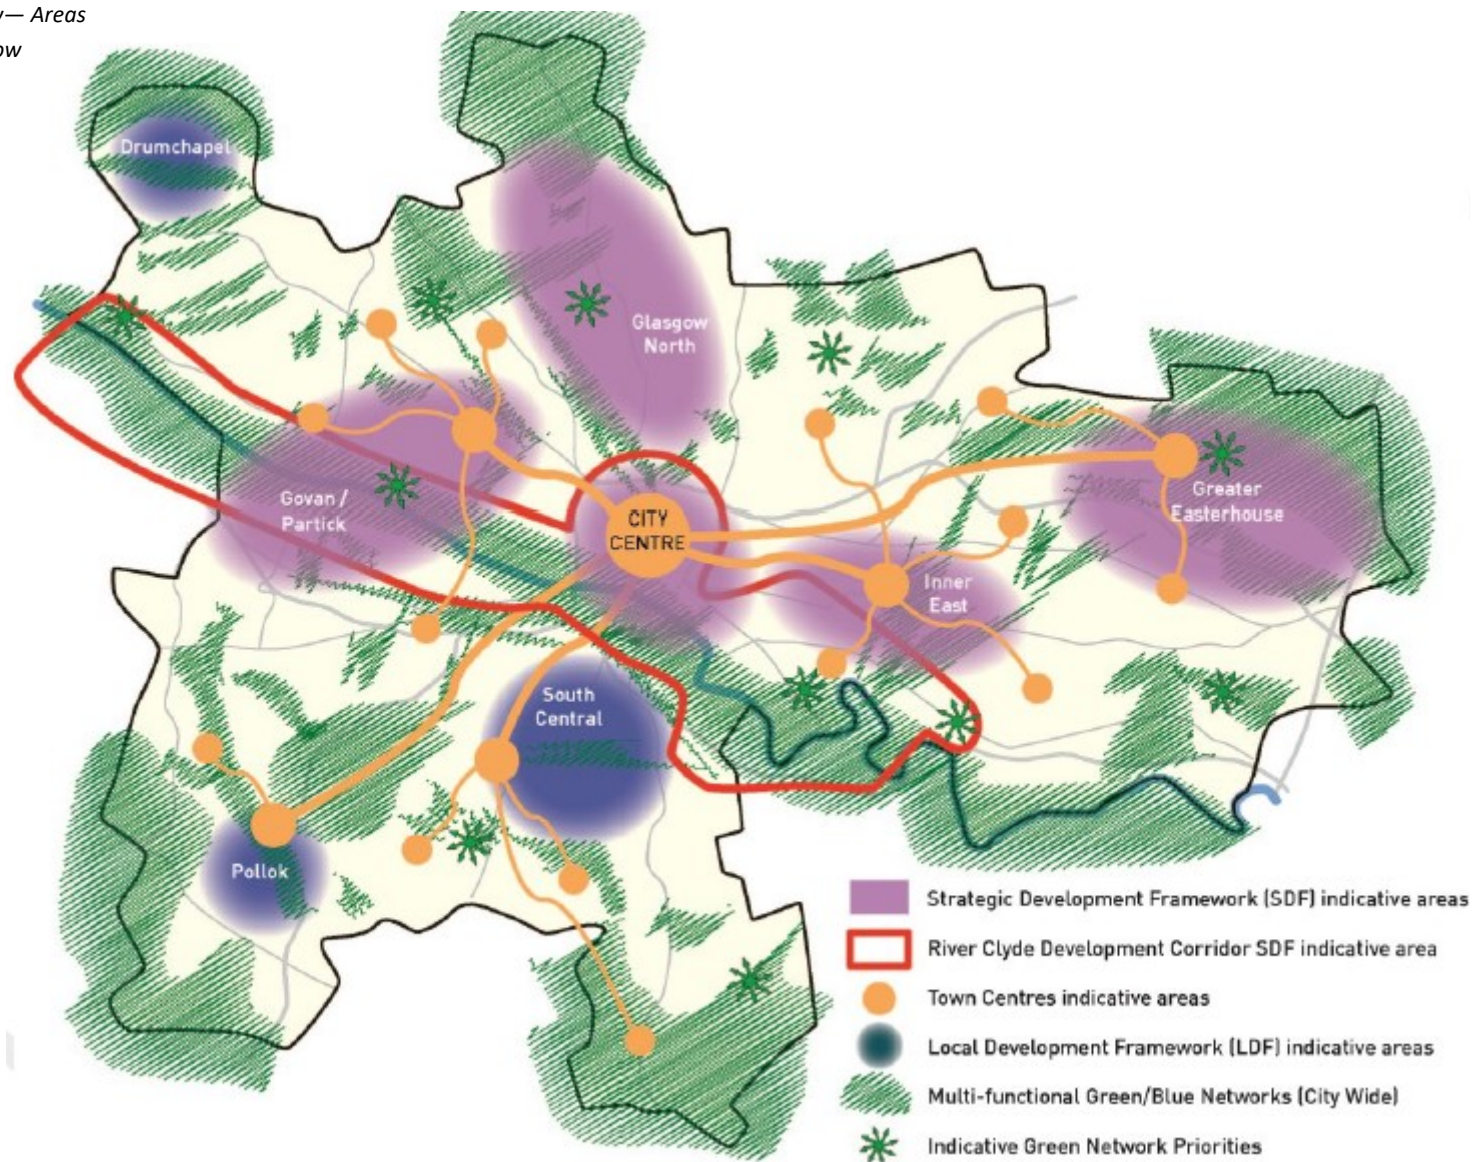 Areas
Drumchapel
Glasgow
North
Govan /
Partick
CITY
CENTRE
Greater
Easterhouse
Inner
East
South
Central
Pollok
Strategic Development Framework (SDF) indicative areas
River Clyde Development Corridor SDF indicative area
Town Centres indicative areas
Local Development Framework (LDF) indicative areas
Multi-functional Green/Blue Networks (City Wide)
Indicative Green Network Priorities